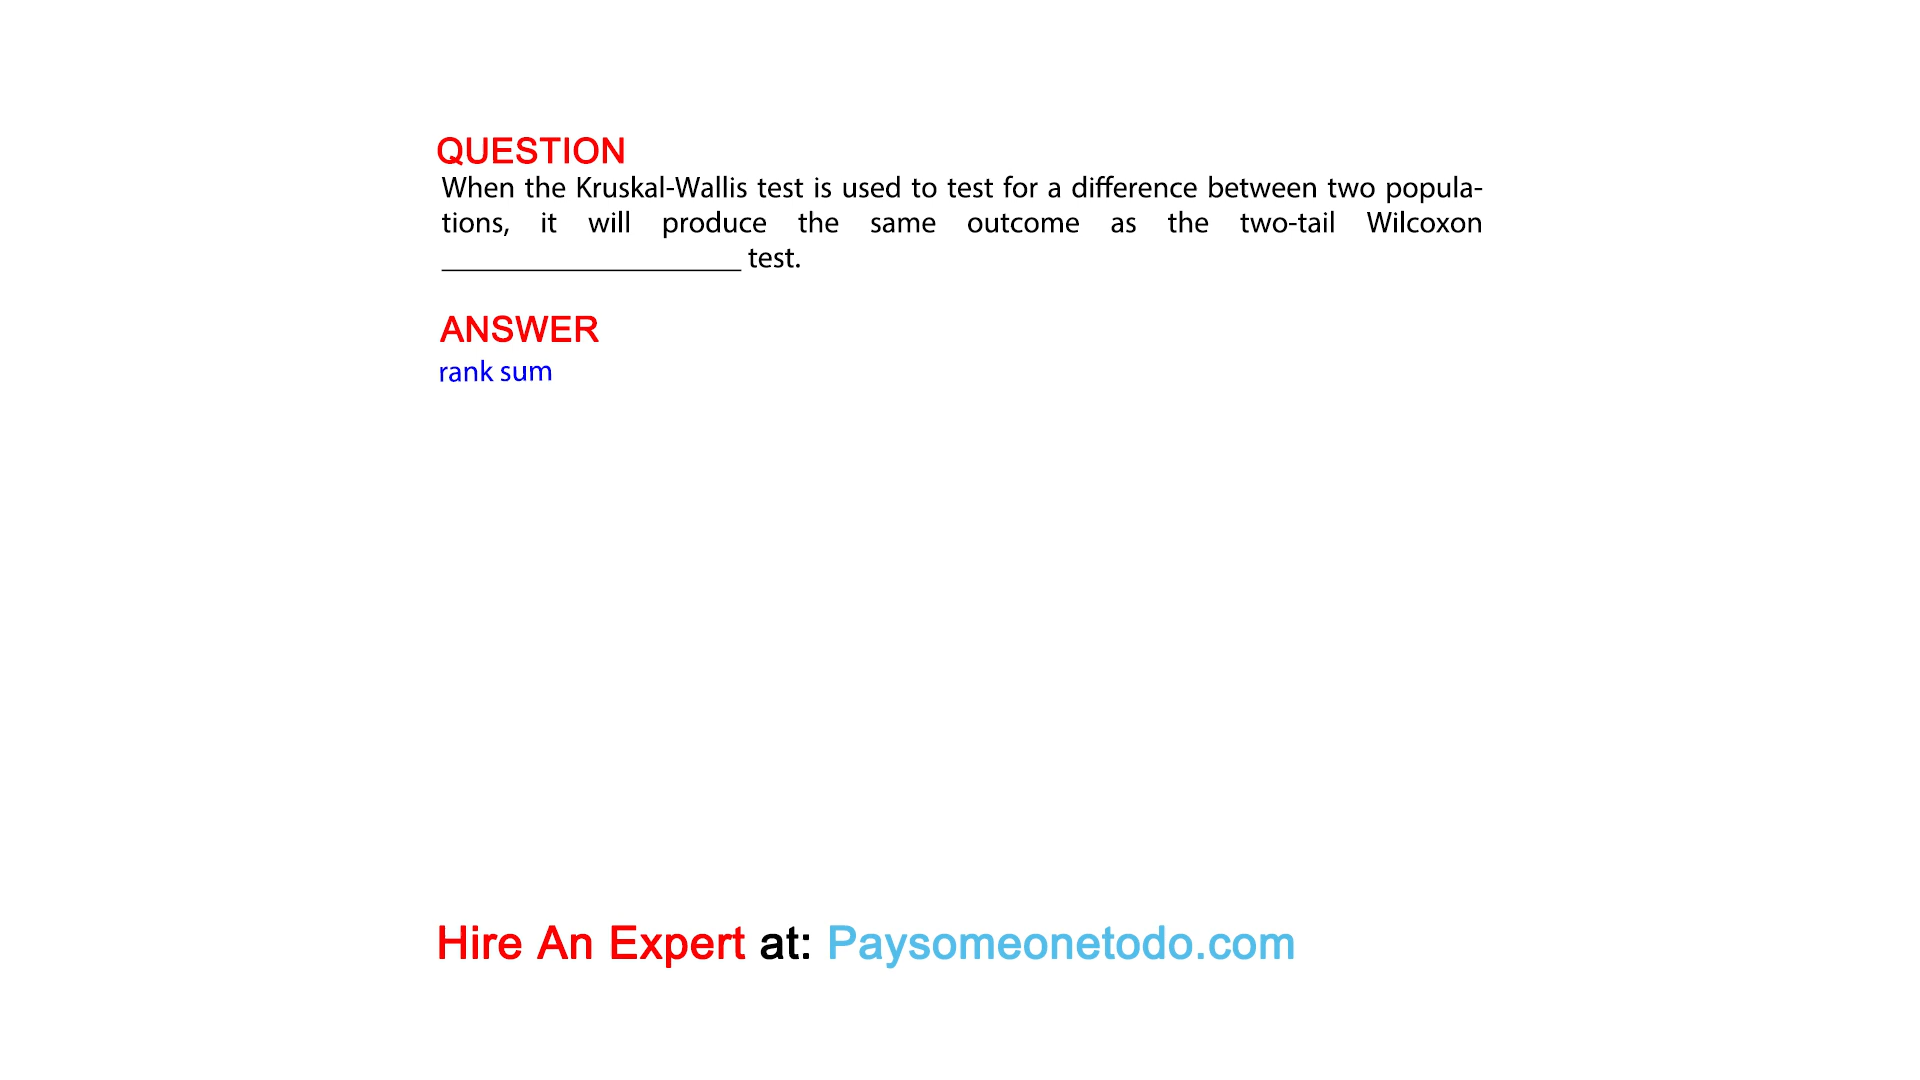 QUESTION
When the Kruskal-Wallis test is used to test for a difference between two popula-
tions, it will produce the same outcome as the two-tail Wilcoxon
____________________ test.
ANSWER
rank sum
Hire An Expert at: Paysomeonetodo.com